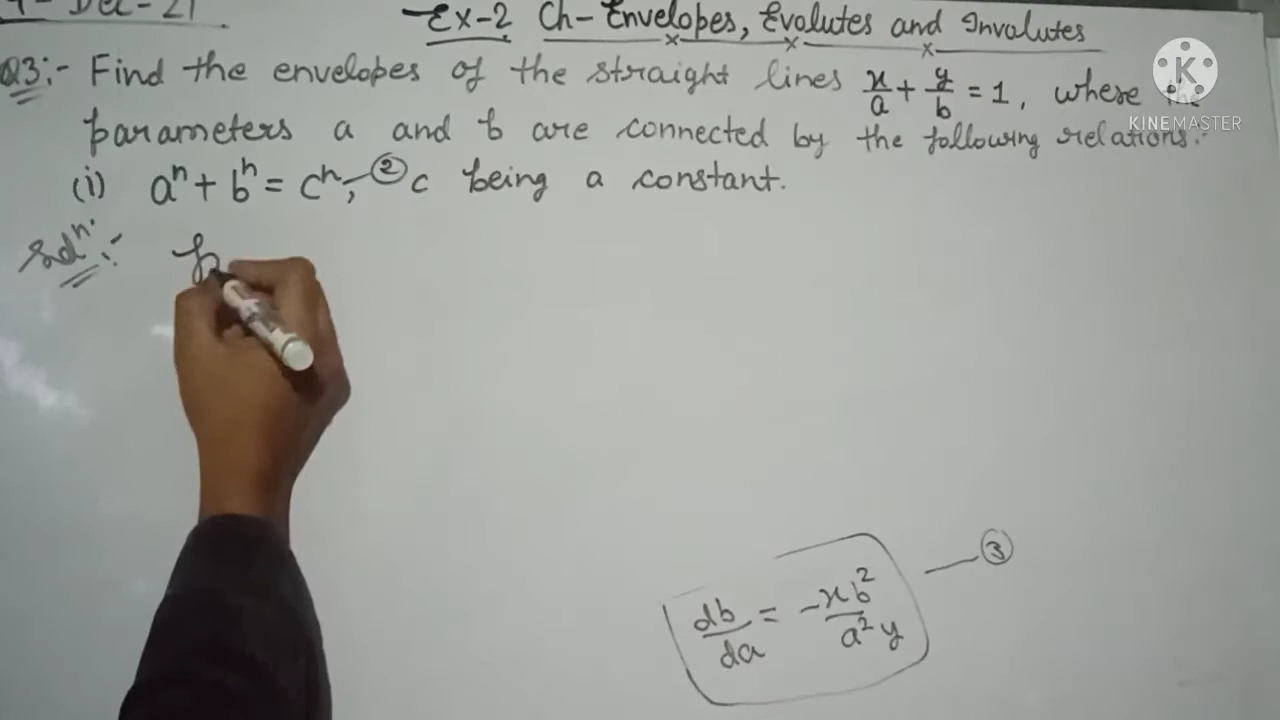 Ex-2 Ch- Envelopes, Evolutes and Involutes
Q3:- Find the envelopes of the straight lines x/a + y/b = 1, where the
parameters a and b are connected by the following relations:-
(i) aⁿ + bⁿ = cⁿ, — ② c being a constant.
Solⁿ:-
db/da = -xb²/a²y — ③
K
KINEMASTER